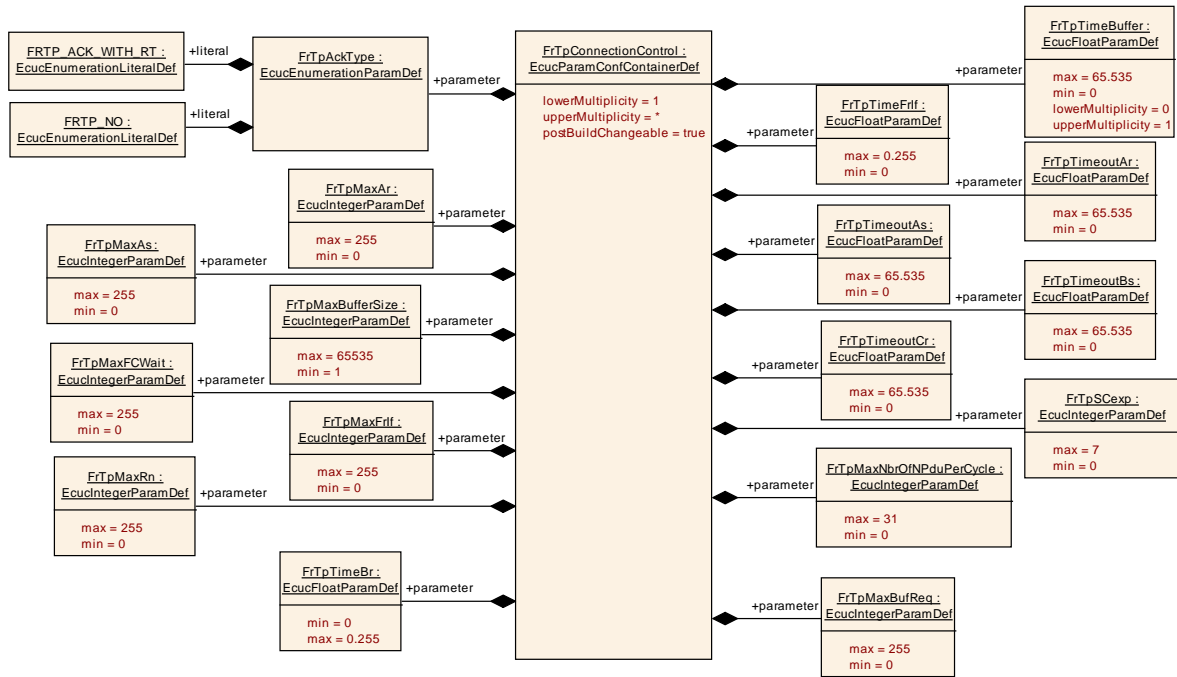 FRTP_ACK_WITH_RT :
EcucEnumerationLiteralDef
+literal
FRTP_NO :
EcucEnumerationLiteralDef
+literal
FrTpAckType :
EcucEnumerationParamDef
+parameter
FrTpMaxAr :
EcucIntegerParamDef
max = 255
min = 0
+parameter
FrTpMaxAs :
EcucIntegerParamDef
max = 255
min = 0
+parameter
FrTpMaxBufferSize :
EcucIntegerParamDef
max = 65535
min = 1
+parameter
FrTpMaxFCWait :
EcucIntegerParamDef
max = 255
min = 0
+parameter
FrTpMaxFrIf :
EcucIntegerParamDef
max = 255
min = 0
+parameter
FrTpMaxRn :
EcucIntegerParamDef
max = 255
min = 0
+parameter
FrTpTimeBr :
EcucFloatParamDef
min = 0
max = 0.255
+parameter
FrTpConnectionControl :
EcucParamConfContainerDef
lowerMultiplicity = 1
upperMultiplicity = *
postBuildChangeable = true
+parameter
FrTpTimeBuffer :
EcucFloatParamDef
max = 65.535
min = 0
lowerMultiplicity = 0
upperMultiplicity = 1
+parameter
FrTpTimeFrIf :
EcucFloatParamDef
max = 0.255
min = 0
+parameter
FrTpTimeoutAr :
EcucFloatParamDef
max = 65.535
min = 0
+parameter
FrTpTimeoutAs :
EcucFloatParamDef
max = 65.535
min = 0
+parameter
FrTpTimeoutBs :
EcucFloatParamDef
max = 65.535
min = 0
+parameter
FrTpTimeoutCr :
EcucFloatParamDef
max = 65.535
min = 0
+parameter
FrTpSCexp :
EcucIntegerParamDef
max = 7
min = 0
+parameter
FrTpMaxNbrOfNPduPerCycle :
EcucIntegerParamDef
max = 31
min = 0
+parameter
FrTpMaxBufReq :
EcucIntegerParamDef
max = 255
min = 0